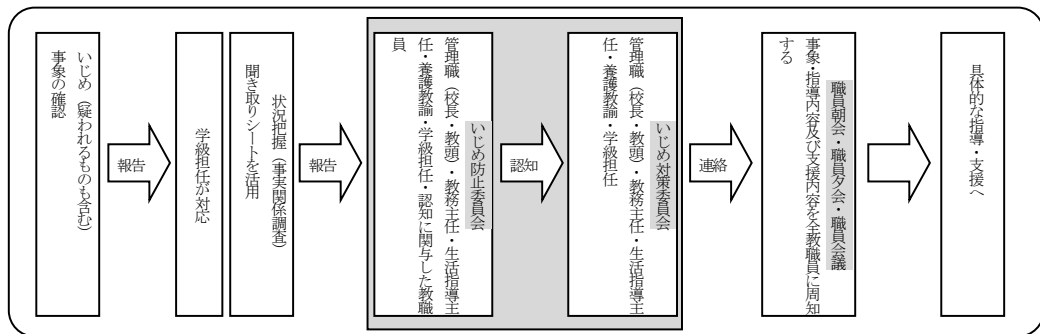 いじめ（疑われるものも含む）
事象の確認
報告
学級担任が対応
状況把握（事実関係調査）
聞き取りシートを活用
報告
いじめ防止委員会
管理職（校長・教頭）・教務主任・生活指導主
任・養護教諭・学級担任・認知に関与した教職
員
認知
いじめ対策委員会
管理職（校長・教頭）・教務主任・生活指導主
任・養護教諭・学級担任
連絡
職員朝会・職員夕会・職員会議
事象・指導内容及び支援内容を全教職員に周知
する
具体的な指導・支援へ